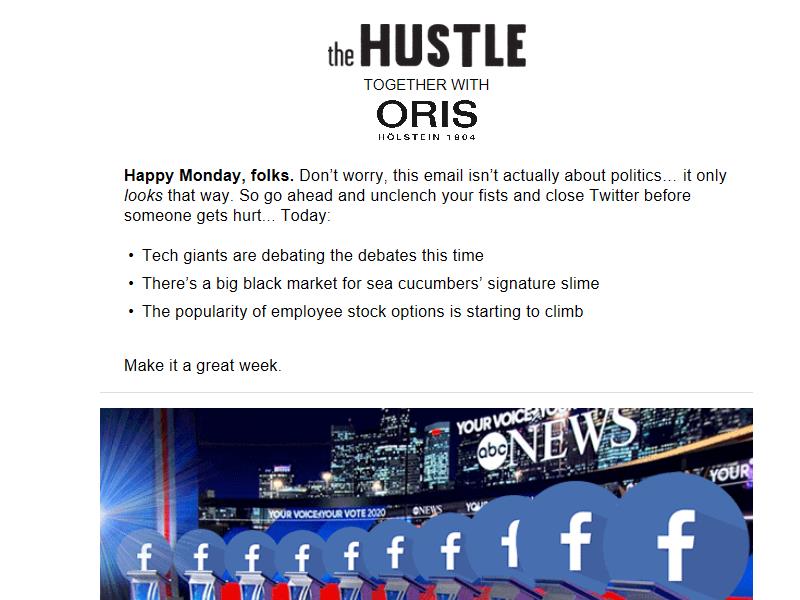 the HUSTLE
TOGETHER WITH
ORIS
HÖLSTEIN 1904
Happy Monday, folks. Don't worry, this email isn't actually about politics... it only
looks that way. So go ahead and unclench your fists and close Twitter before
someone gets hurt... Today:
• Tech giants are debating the debates this time
• There's a big black market for sea cucumbers' signature slime
• The popularity of employee stock options is starting to climb
Make it a great week.
YOUR VOICE★YOUR
abc NEWS
YOUR
YOUR VOICE★YOUR VOTE 2020
abc NEWS
YOU
f f f f f f f f f f